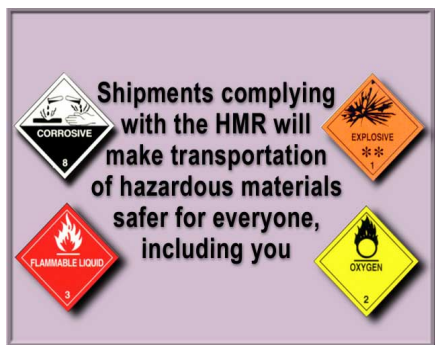 Shipments complying
with the HMR will
make transportation
of hazardous materials
safer for everyone,
including you
CORROSIVE
8
EXPLOSIVE
**
1
FLAMMABLE LIQUID
3
OXYGEN
2